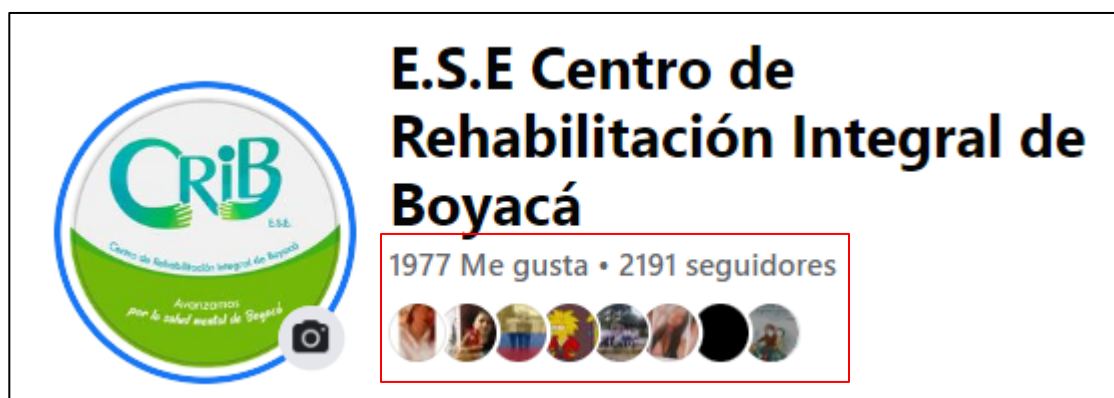 E.S.E Centro de
Rehabilitación Integral de
Boyacá
1977 Me gusta • 2191 seguidores
CRiB
E.S.E.
Centro de Rehabilitación Integral de Boyacá
Avanzamos
por la salud mental de Boyacá